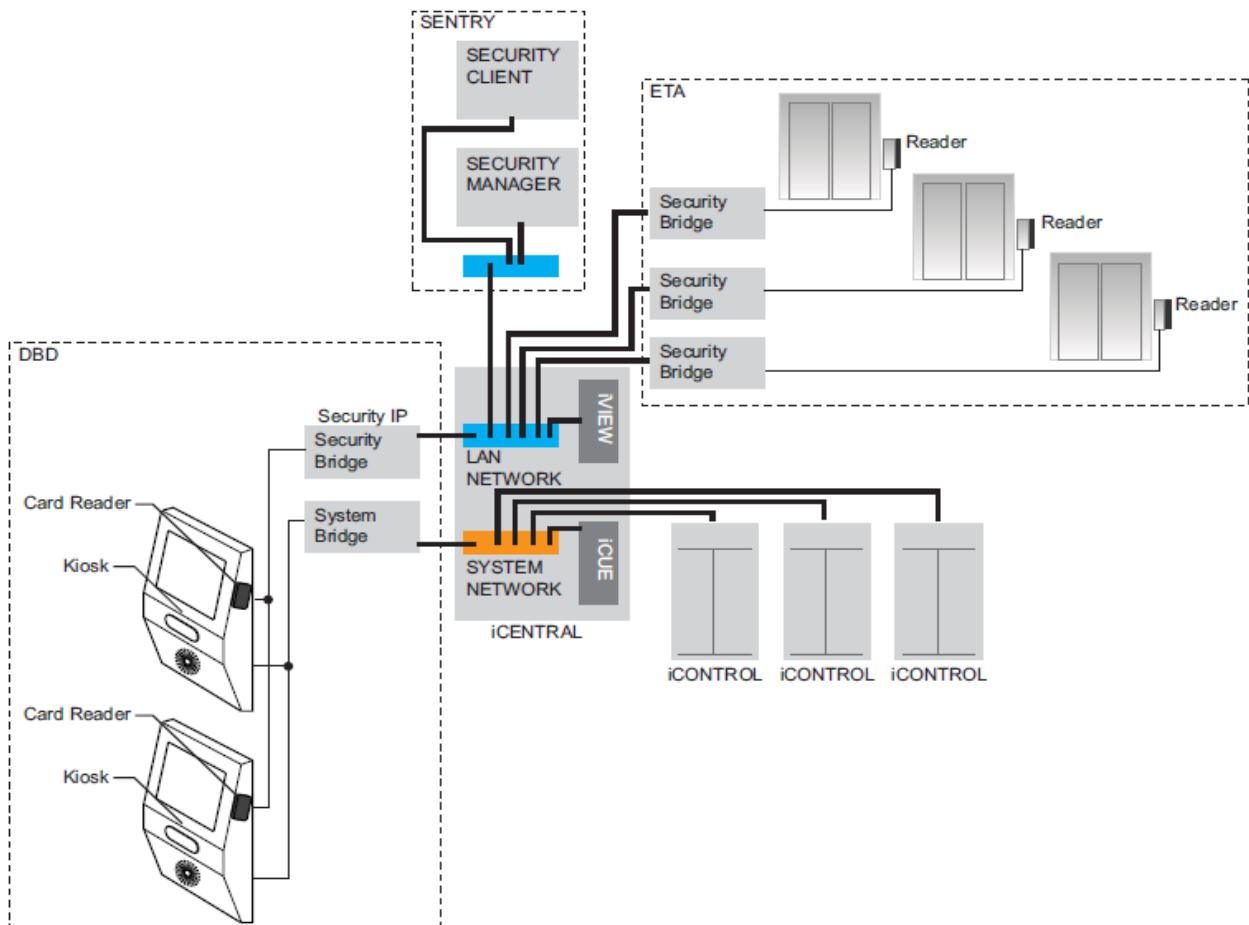 SENTRY
SECURITY
CLIENT
SECURITY
MANAGER
ETA
Reader
Security
Bridge
Reader
Security
Bridge
Reader
Security
Bridge
DBD
Security IP
Security
Bridge
iVIEW
LAN
NETWORK
Card Reader
System
Bridge
Kiosk
iCUE
SYSTEM
NETWORK
iCENTRAL
iCONTROL
iCONTROL
iCONTROL
Card Reader
Kiosk